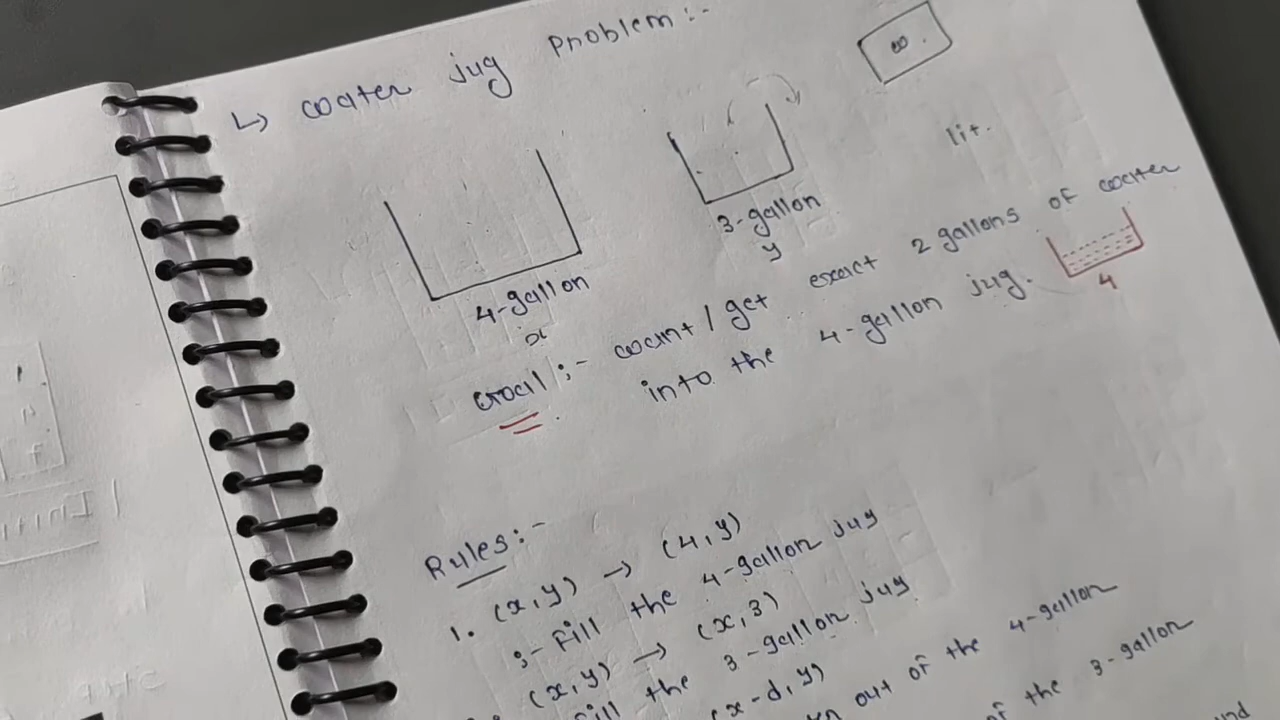 ↳ water jug problem:-
∞
lit.
4-gallon
x
3-gallon
y
Goal:- want / get exact 2 gallons of water
into the 4-gallon jug.
4
Rules:-
1. (x,y) → (4,y)
;- Fill the 4-gallon jug
(x,y) → (x,3)
fill the 3-gallon jug
(x-d,y)
out of the 4-gallon
of the 3-gallon